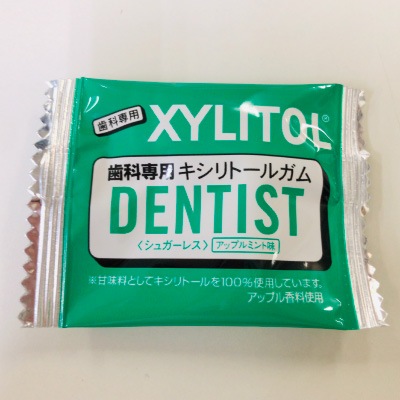 歯科専用
XYLITOL®
歯科専用キシリトールガム
DENTIST
〈シュガーレス〉 アップルミント味
※甘味料としてキシリトールを100%使用しています。
アップル香料使用